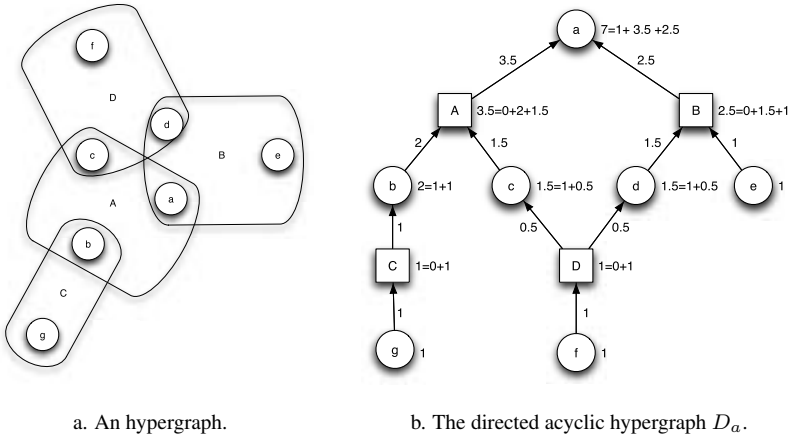 f
D
d
B
e
c
a
A
b
C
g
a 7=1+ 3.5 +2.5
3.5 2.5
A 3.5=0+2+1.5 B 2.5=0+1.5+1
2 1.5 1.5 1
b 2=1+1 c 1.5=1+0.5 d 1.5=1+0.5 e 1
1 0.5 0.5
C 1=0+1 D 1=0+1
1 1
g 1 f 1
a. An hypergraph.
b. The directed acyclic hypergraph Dₐ.